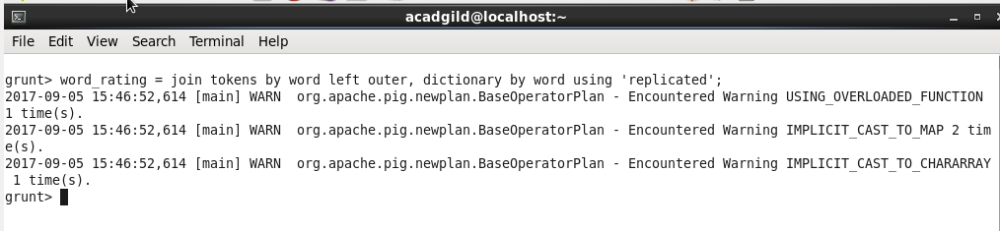 acadgild@localhost:~
File Edit View Search Terminal Help
grunt> word_rating = join tokens by word left outer, dictionary by word using 'replicated';
2017-09-05 15:46:52,614 [main] WARN  org.apache.pig.newplan.BaseOperatorPlan - Encountered Warning USING_OVERLOADED_FUNCTION
1 time(s).
2017-09-05 15:46:52,614 [main] WARN  org.apache.pig.newplan.BaseOperatorPlan - Encountered Warning IMPLICIT_CAST_TO_MAP 2 tim
e(s).
2017-09-05 15:46:52,614 [main] WARN  org.apache.pig.newplan.BaseOperatorPlan - Encountered Warning IMPLICIT_CAST_TO_CHARARRAY
 1 time(s).
grunt>